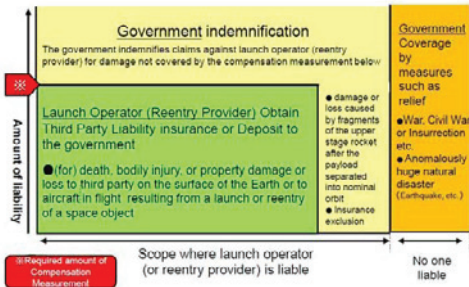 Government indemnification
The government indemnifies claims against launch operator (reentry
provider) for damage not covered by the compensation measurement below
Government
Coverage
by
measures
such as
relief
●War, Civil War
or Insurrection
etc.
●Anomalously
huge natural
disaster
(Earthquake, etc.)
※
Amount of liability
Launch Operator (Reentry Provider) Obtain
Third Party Liability insurance or Deposit to
the government
●(for) death, bodily injury, or property damage or
loss to third party on the surface of the Earth or to
aircraft in flight resulting from a launch or reentry
of a space object
●damage or
loss caused
by fragments
of the upper
stage rocket
after the
payload
separated
into nominal
orbit
●Insurance
exclusion
Scope where launch operator
(or reentry provider) is liable
No one
liable
※Required amount of
Compensation
Measurement